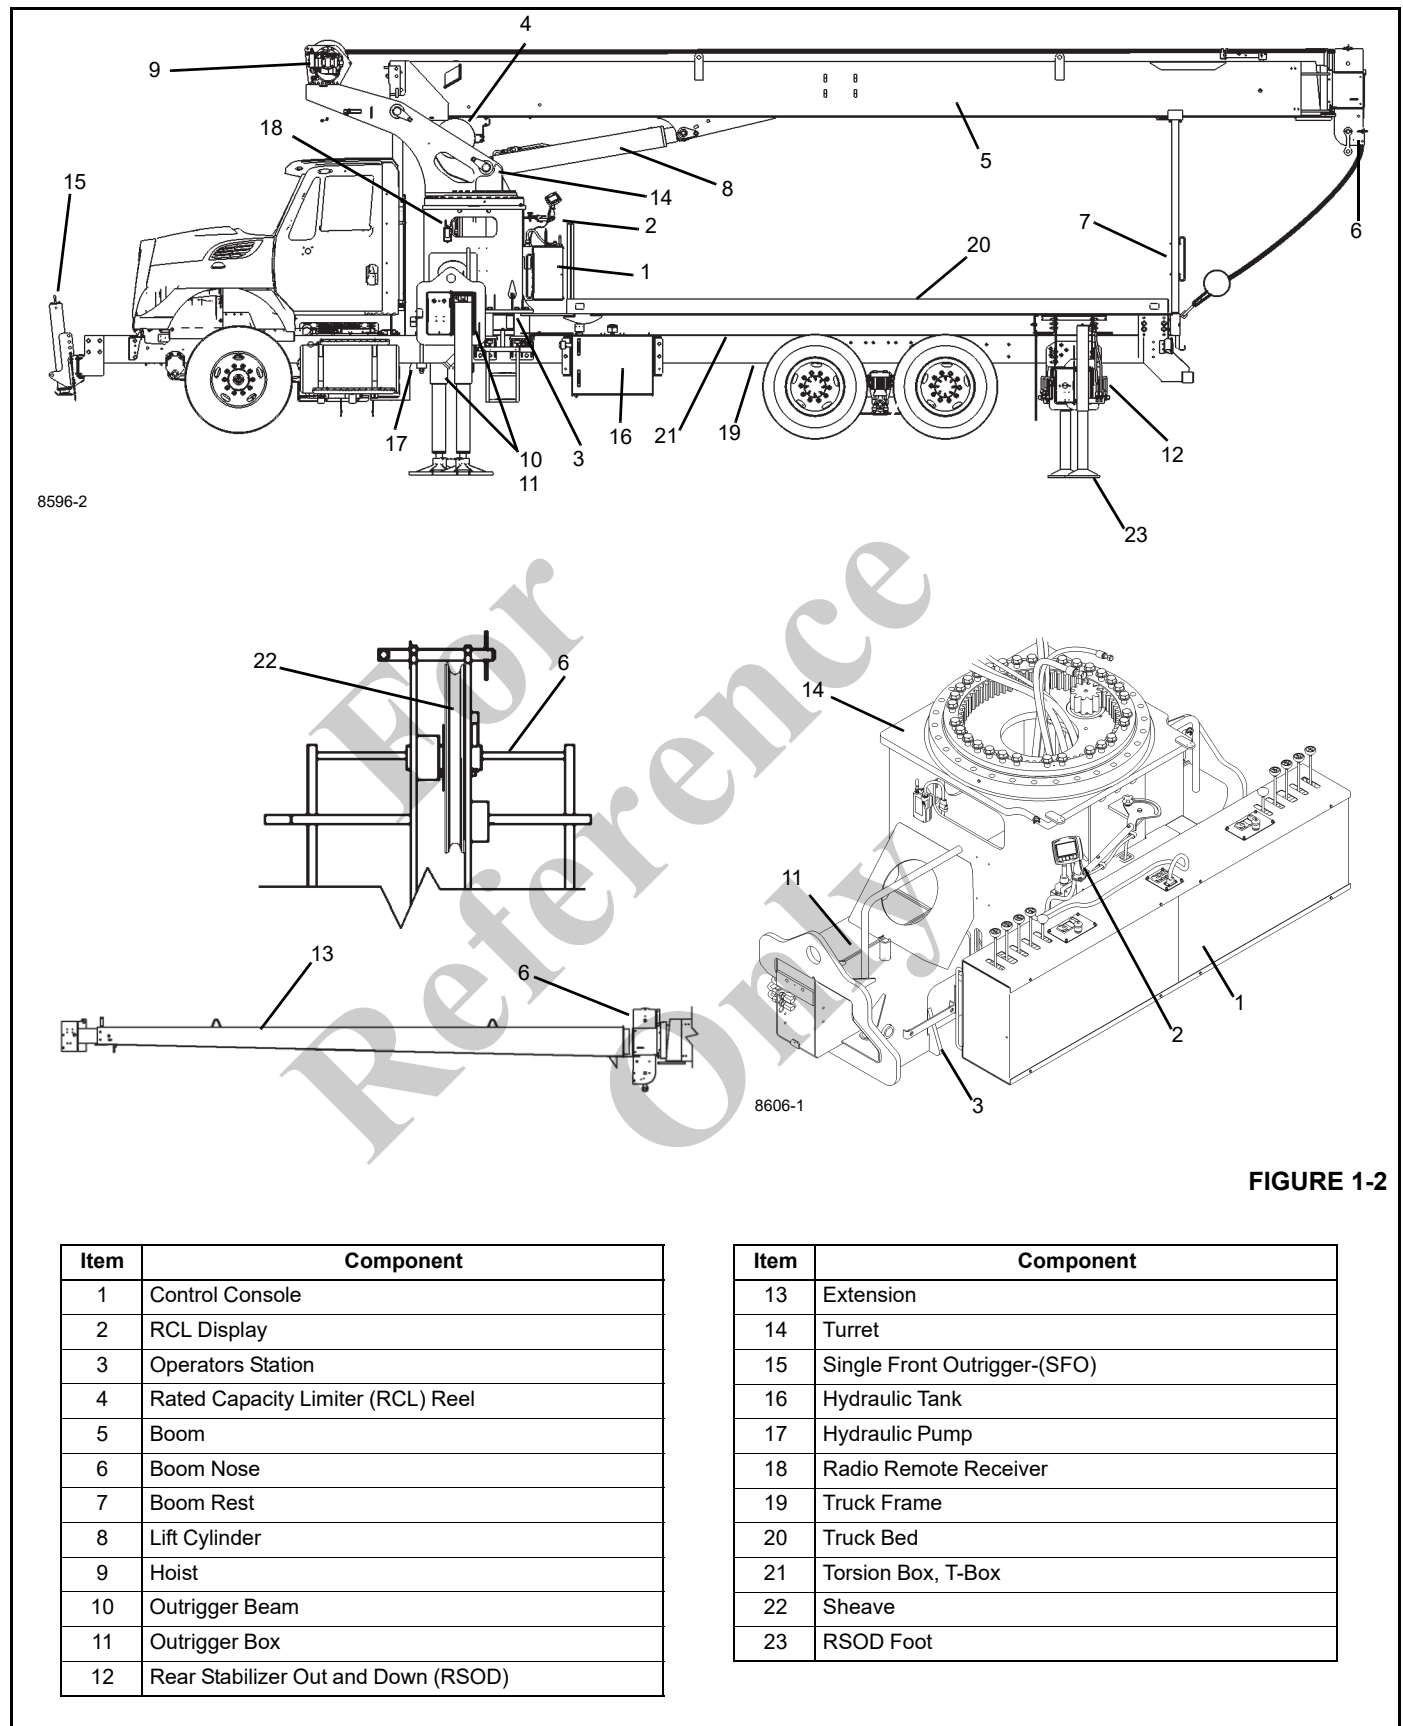 4
9
18
5
15
8
14
2
7
6
20
1
17
10
11
3
16
21
19
12
23
8596-2
For
Reference
Only
22
6
14
11
13
6
1
2
3
8606-1
FIGURE 1-2
Item Component
1 Control Console
2 RCL Display
3 Operators Station
4 Rated Capacity Limiter (RCL) Reel
5 Boom
6 Boom Nose
7 Boom Rest
8 Lift Cylinder
9 Hoist
10 Outrigger Beam
11 Outrigger Box
12 Rear Stabilizer Out and Down (RSOD)
Item Component
13 Extension
14 Turret
15 Single Front Outrigger-(SFO)
16 Hydraulic Tank
17 Hydraulic Pump
18 Radio Remote Receiver
19 Truck Frame
20 Truck Bed
21 Torsion Box, T-Box
22 Sheave
23 RSOD Foot